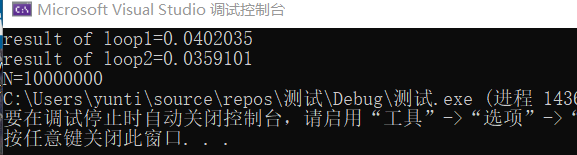 Microsoft Visual Studio 调试控制台
result of loop1=0.0402035
result of loop2=0.0359101
N=10000000
C:\Users\yunti\source\repos\测试\Debug\测试.exe (进程 1436
要在调试停止时自动关闭控制台，请启用“工具”->“选项”->“
按任意键关闭此窗口. . .